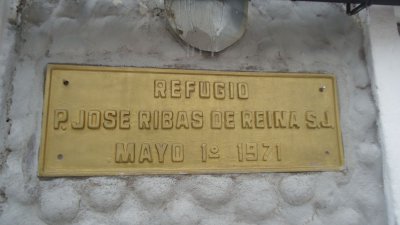 REFUGIO
P. JOSE RIBAS DE REINA S.J.
MAYO 1º 1971